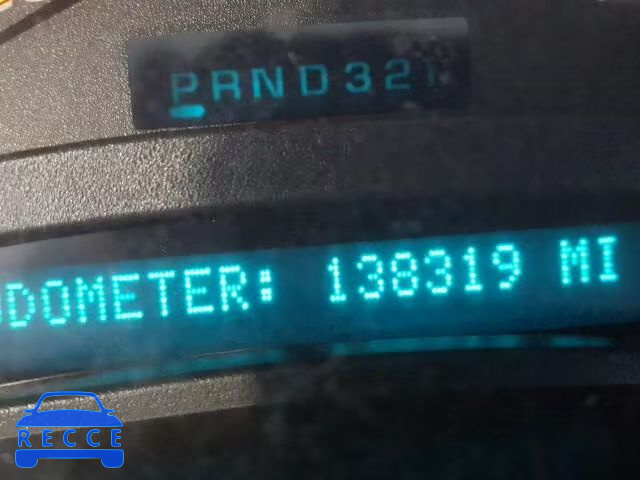 PRND321
ODOMETER: 138319 MI
RECCE